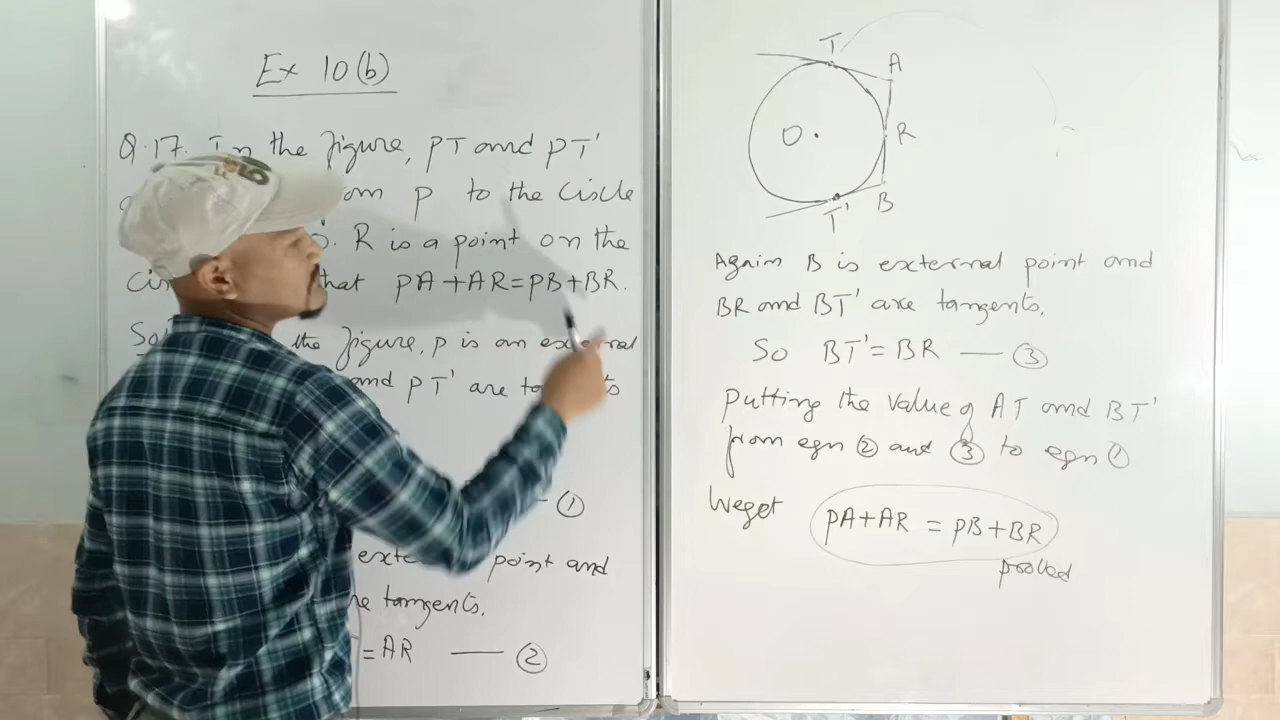 Ex 10(b)
Q.17. In the figure, PT and PT'
om P to the Circle
R is a point on the
Cir hat PA+AR=PB+BR.
So the figure, P is an external
and PT' are ta ts
①
exte point and
re tangents.
= AR — ②
T
A
O
R
B
T'
Again B is external point and
BR and BT' are tangents.
So BT' = BR — ③
putting the value of AT and BT'
from eqn ② and ③ to eqn ①
We get PA+AR = PB+BR
proved